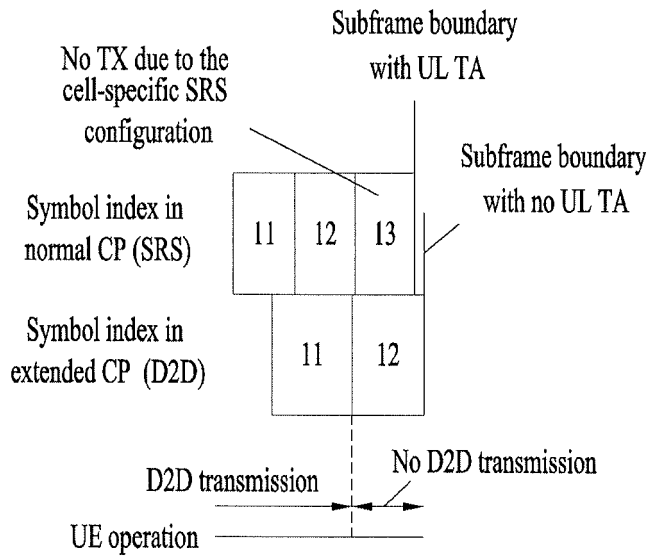 Subframe boundary
with UL TA
No TX due to the
cell-specific SRS
configuration
Subframe boundary
with no UL TA
Symbol index in
normal CP (SRS)
11 12 13
Symbol index in
extended CP (D2D)
11 12
D2D transmission
No D2D transmission
UE operation